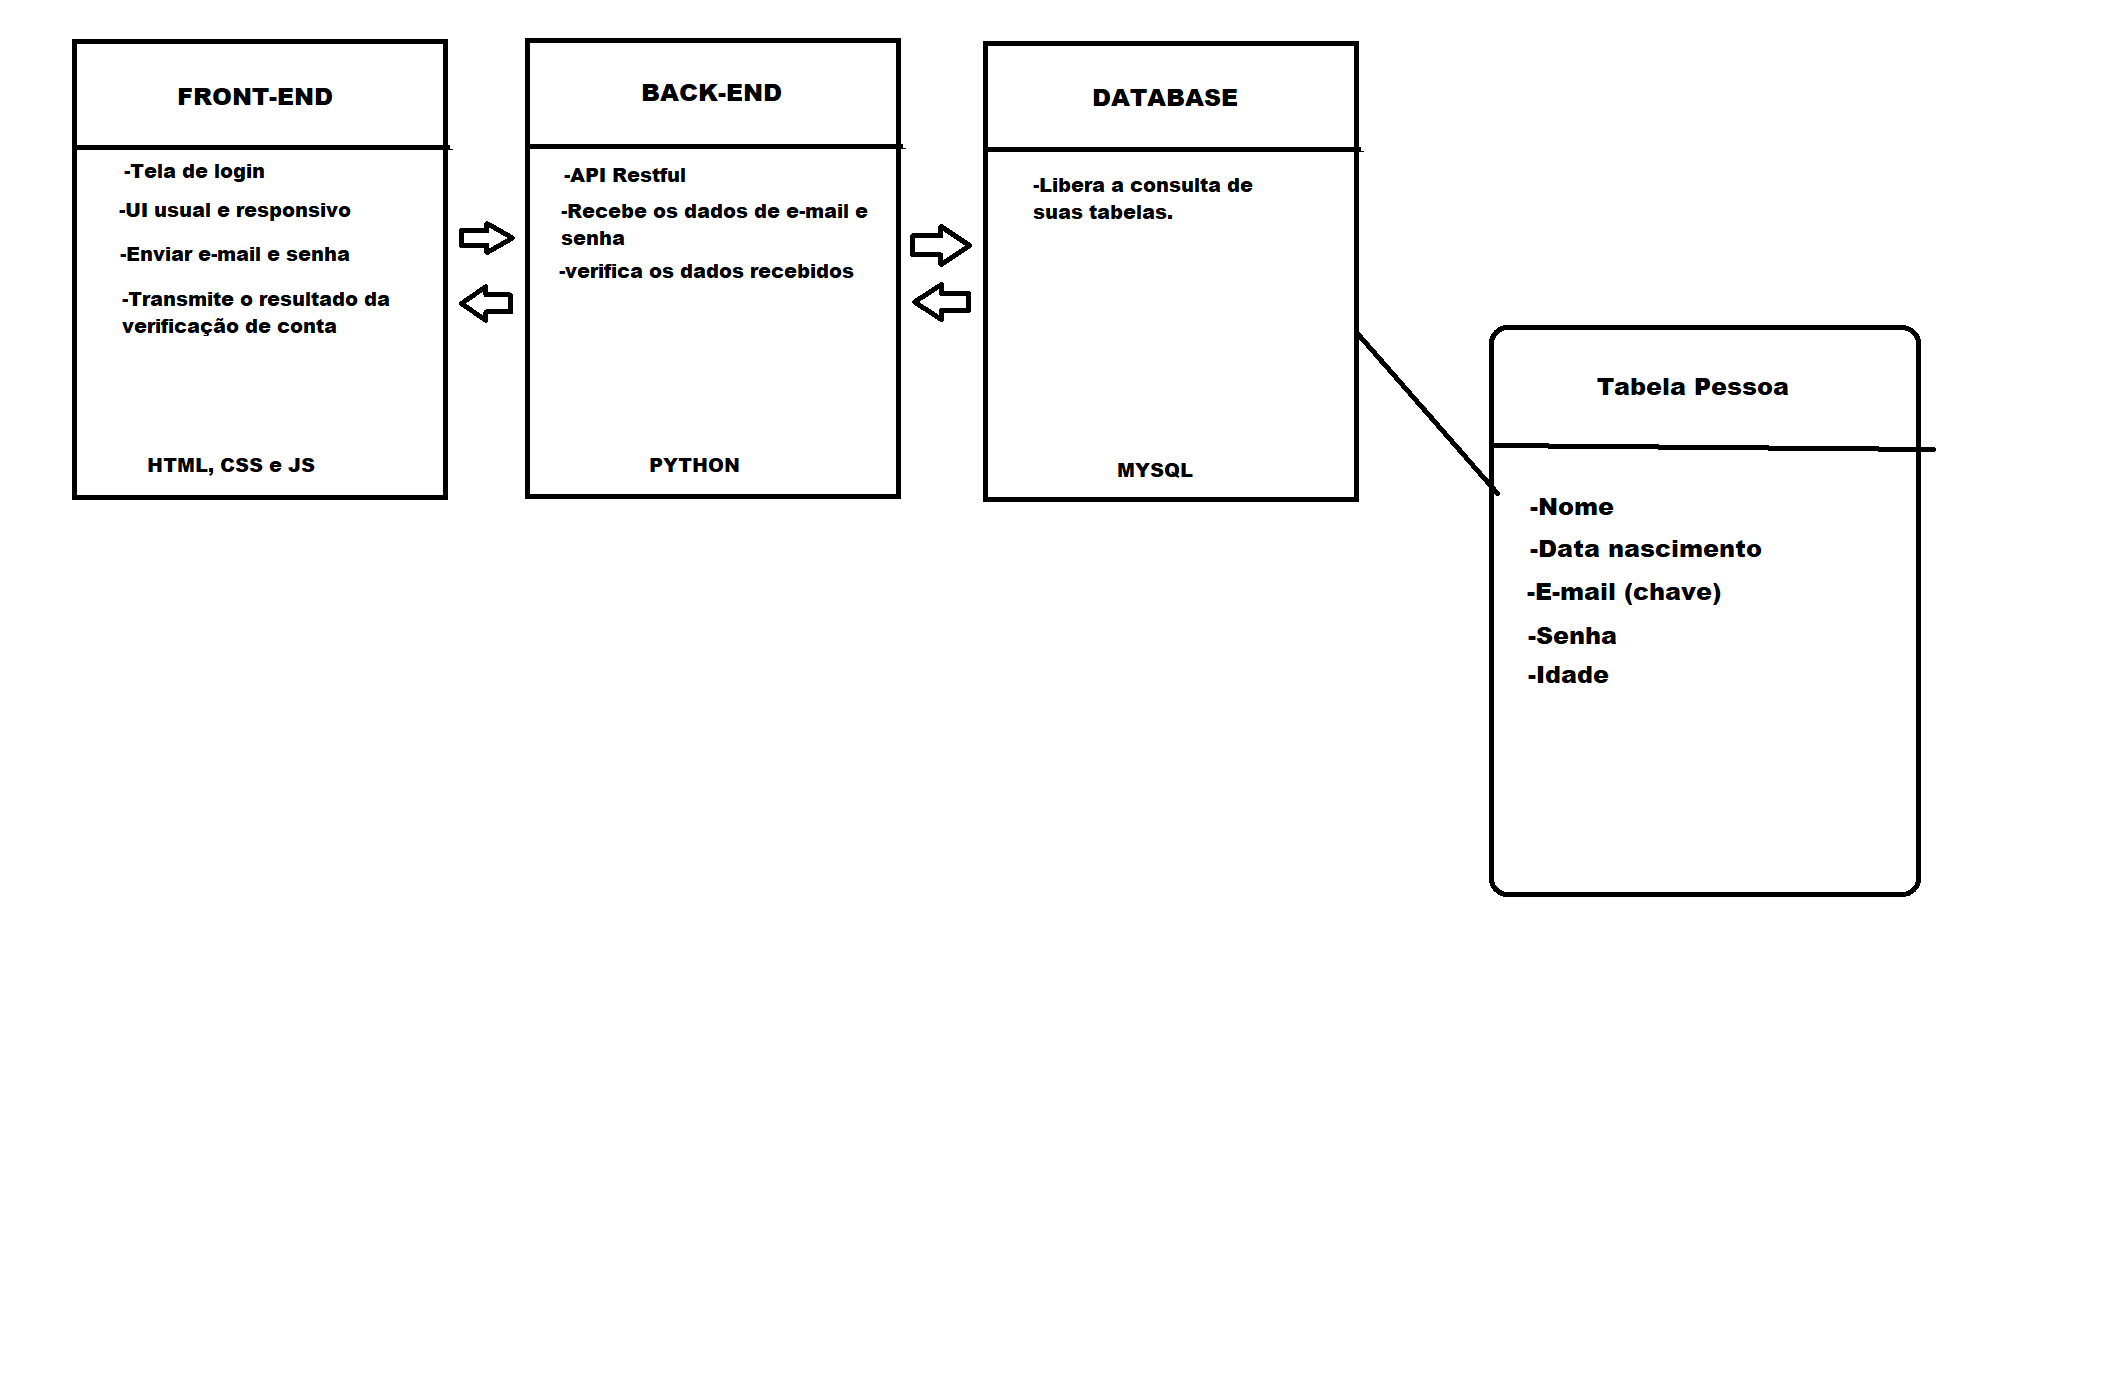 FRONT-END
-Tela de login
-UI usual e responsivo
-Enviar e-mail e senha
-Transmite o resultado da
verificação de conta
HTML, CSS e JS
BACK-END
-API Restful
-Recebe os dados de e-mail e
senha
-verifica os dados recebidos
PYTHON
DATABASE
-Libera a consulta de
suas tabelas.
MYSQL
Tabela Pessoa
-Nome
-Data nascimento
-E-mail (chave)
-Senha
-Idade